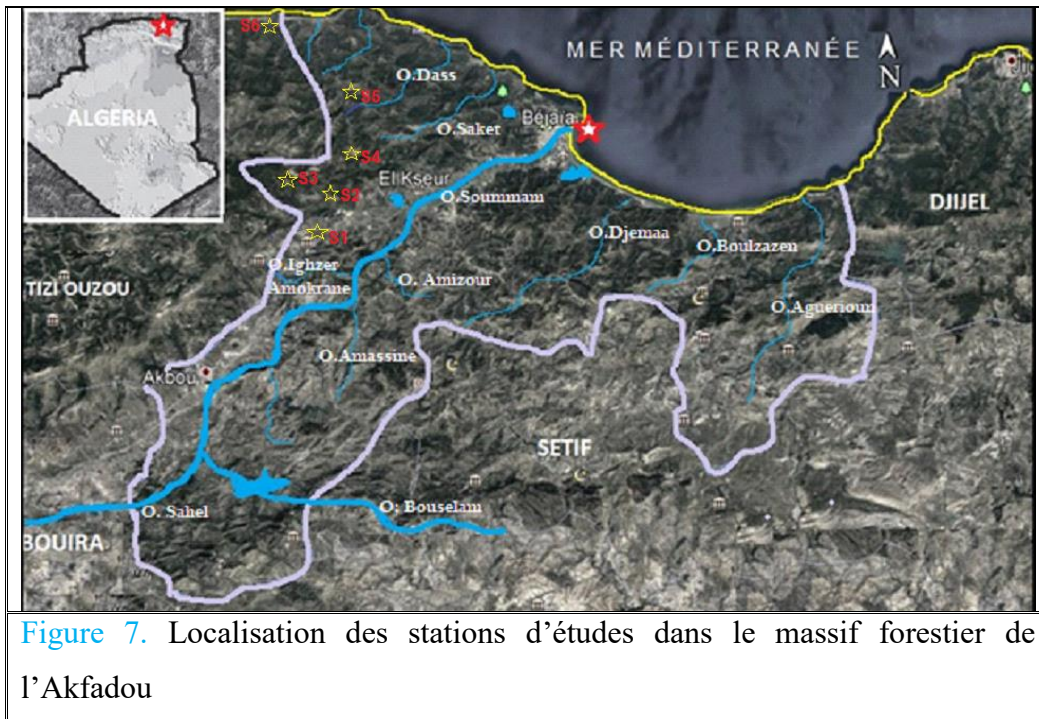 S6
MER MÉDITERRANÉE
N
ALGERIA
O.Dass
S5
O.Saket
Béjaïa
S4
S3
El Kseur
S2
O.Soummam
DJIJEL
S1
O.Djemaa
O.Boulzazen
O.Ighzer
Amokrane
O. Amizour
TIZI OUZOU
O.Aguerioun
O.Amassine
Akbou
SETIF
O. Sahel
O: Bouselam
BOUIRA
Figure 7. Localisation des stations d’études dans le massif forestier de
l’Akfadou